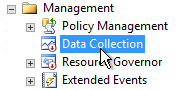 Management
Policy Management
Data Collection
Resource Governor
Extended Events